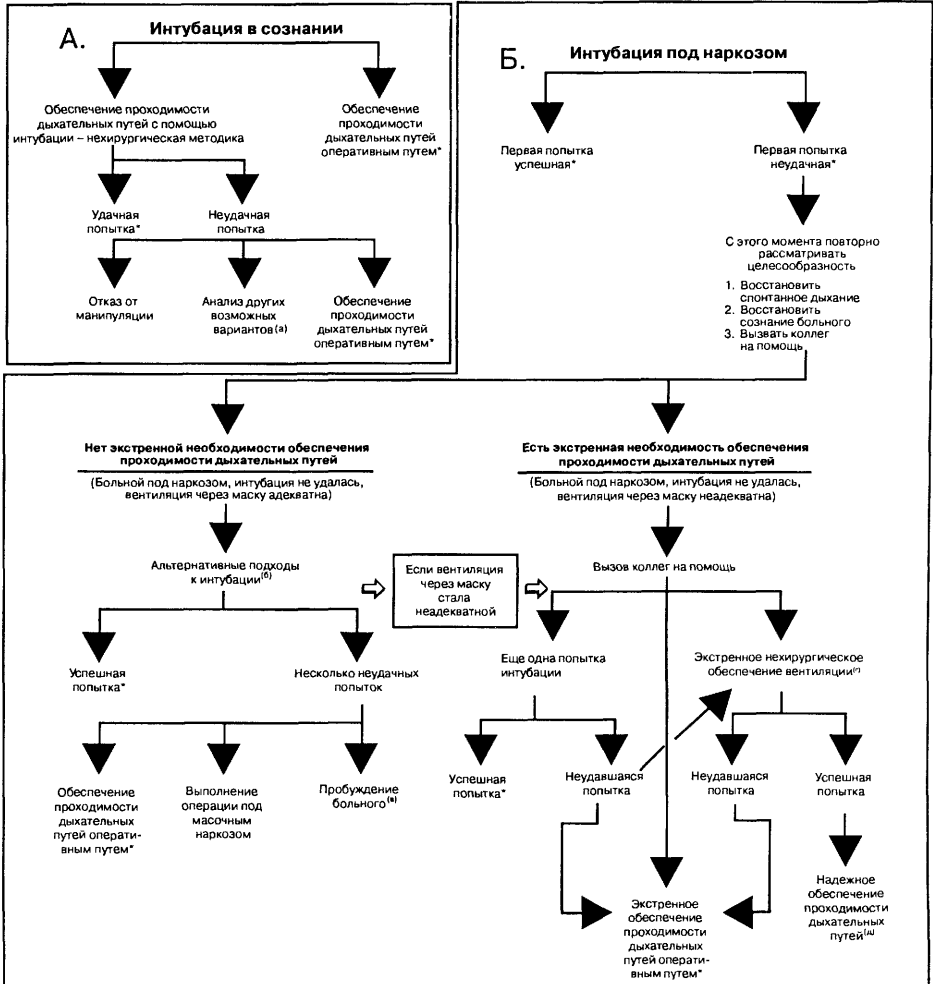 А.
Интубация в сознании
Обеспечение проходимости
дыхательных путей с помощью
интубации – нехирургическая методика
Обеспечение
проходимости
дыхательных путей
оперативным путем*
Удачная
попытка*
Неудачная
попытка
Отказ от
манипуляции
Анализ других
возможных
вариантов(а)
Обеспечение
проходимости
дыхательных путей
оперативным путем*
Б.
Интубация под наркозом
Первая попытка
успешная*
Первая попытка
неудачная*
С этого момента повторно
рассматривать
целесообразность
1. Восстановить
спонтанное дыхание
2. Восстановить
сознание больного
3. Вызвать коллег
на помощь
Нет экстренной необходимости обеспечения
проходимости дыхательных путей
(Больной под наркозом, интубация не удалась,
вентиляция через маску адекватна)
Есть экстренная необходимость обеспечения
проходимости дыхательных путей
(Больной под наркозом, интубация не удалась,
вентиляция через маску неадекватна)
Альтернативные подходы
к интубации(б)
Если вентиляция
через маску
стала
неадекватной
Вызов коллег на помощь
Успешная
попытка*
Несколько неудачных
попыток
Еще одна попытка
интубации
Экстренное нехирургическое
обеспечение вентиляции(г)
Обеспечение
проходимости
дыхательных
путей оператив-
ным путем*
Выполнение
операции под
масочным
наркозом
Пробуждение
больного(в)
Успешная
попытка*
Неудавшаяся
попытка
Неудавшаяся
попытка
Успешная
попытка
Экстренное
обеспечение
проходимости
дыхательных
путей оператив-
ным путем*
Надежное
обеспечение
проходимости
дыхательных
путей(д)